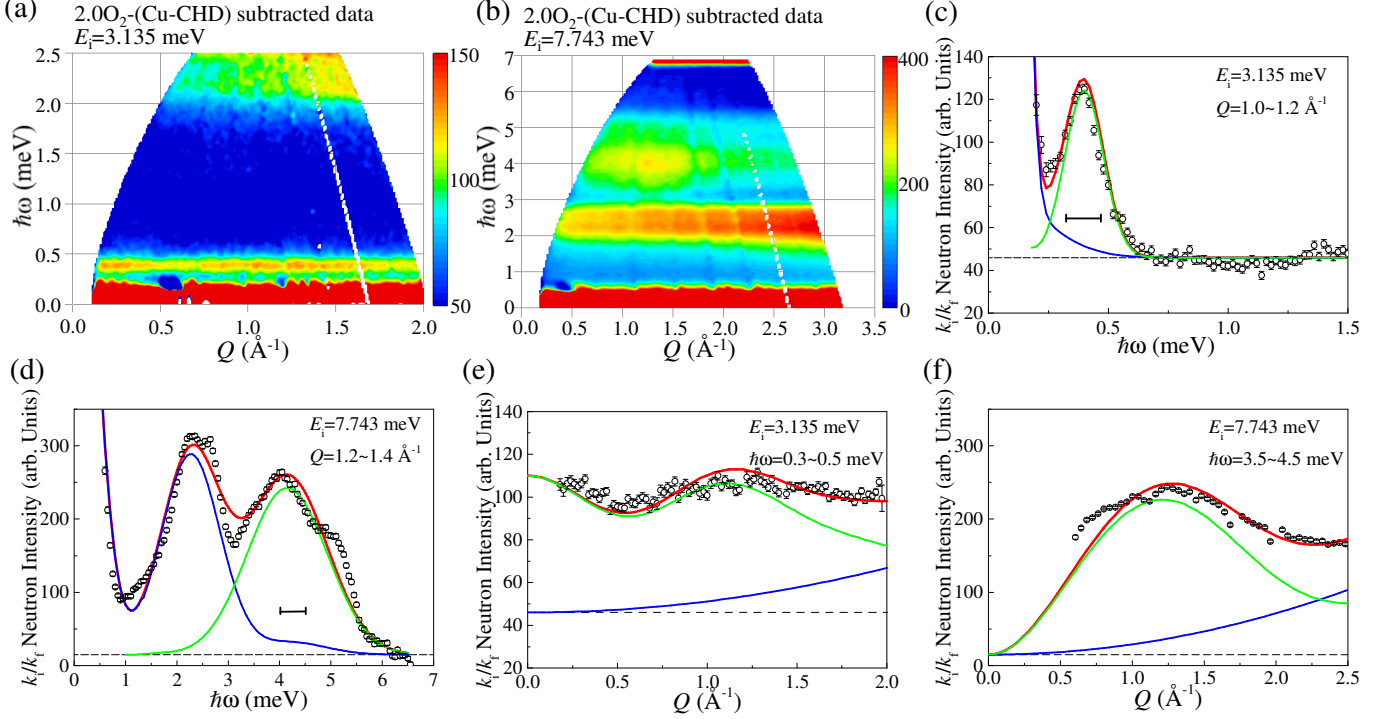 (a)
2.0O₂-(Cu-CHD) subtracted data
Eᵢ=3.135 meV
2.5
2.0
1.5
1.0
0.5
0.0
ħω (meV)
0.0 0.5 1.0 1.5 2.0
Q (Å⁻¹)
150
100
50
(b)
2.0O₂-(Cu-CHD) subtracted data
Eᵢ=7.743 meV
7
6
5
4
3
2
1
0
ħω (meV)
0.0 0.5 1.0 1.5 2.0 2.5 3.0 3.5
Q (Å⁻¹)
400
200
0
(c)
140
120
100
80
60
40
20
kᵢ/k_f Neutron Intensity (arb. Units)
Eᵢ=3.135 meV
Q=1.0~1.2 Å⁻¹
0.0 0.5 1.0 1.5
ħω (meV)
(d)
300
200
100
0
kᵢ/k_f Neutron Intensity (arb. Units)
Eᵢ=7.743 meV
Q=1.2~1.4 Å⁻¹
0 1 2 3 4 5 6 7
ħω (meV)
(e)
140
120
100
80
60
40
20
kᵢ/k_f Neutron Intensity (arb. Units)
Eᵢ=3.135 meV
ħω=0.3~0.5 meV
0.0 0.5 1.0 1.5 2.0
Q (Å⁻¹)
(f)
300
200
100
0
kᵢ/k_f Neutron Intensity (arb. Units)
Eᵢ=7.743 meV
ħω=3.5~4.5 meV
0.0 0.5 1.0 1.5 2.0 2.5
Q (Å⁻¹)